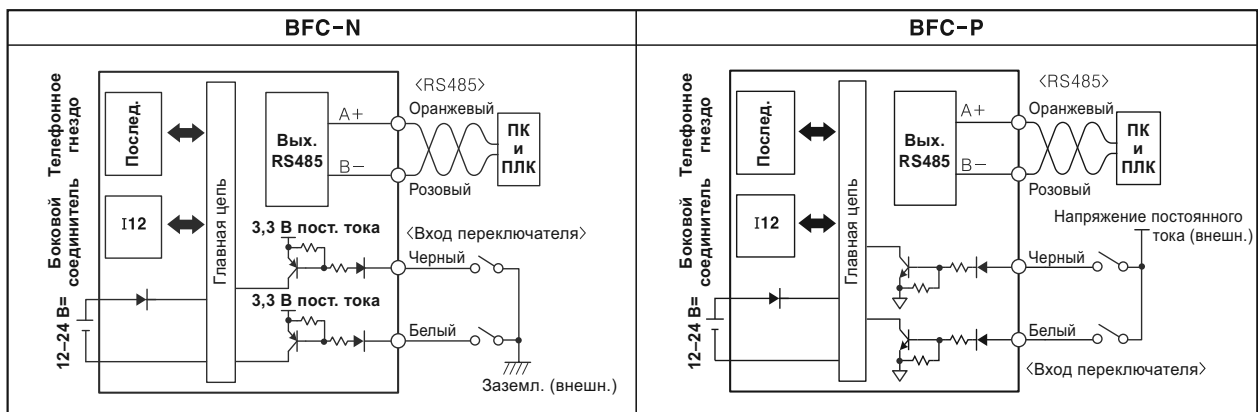 BFC-N
Телефонное
гнездо
Боковой
соединитель
12–24 В=
Послед.
I12
Главная цепь
Вых.
RS485
A+
B−
〈RS485〉
Оранжевый
Розовый
ПК
и
ПЛК
3,3 В пост. тока
〈Вход переключателя〉
Черный
3,3 В пост. тока
Белый
Заземл. (внешн.)
BFC-P
Телефонное
гнездо
Боковой
соединитель
12–24 В=
Послед.
I12
Главная цепь
Вых.
RS485
A+
B−
〈RS485〉
Оранжевый
Розовый
ПК
и
ПЛК
Напряжение постоянного
тока (внешн.)
Черный
Белый
〈Вход переключателя〉